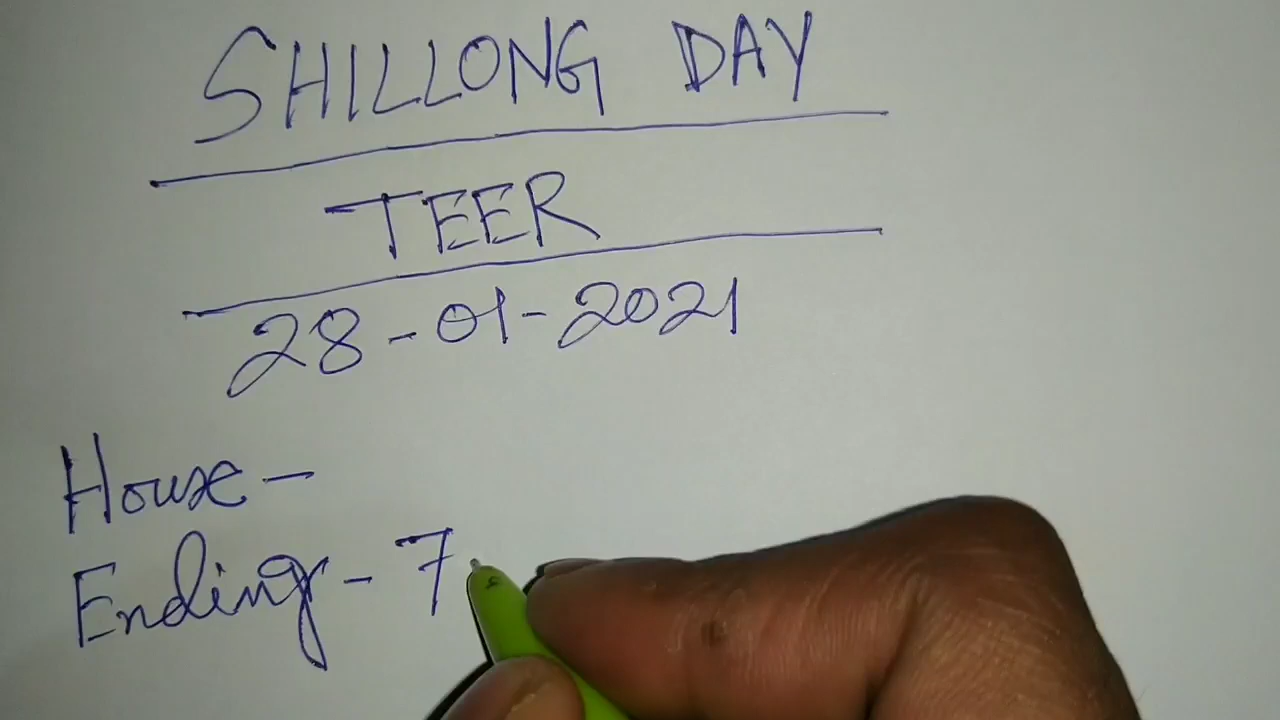 SHILLONG DAY
TEER
28-01-2021
House -
Ending - 7